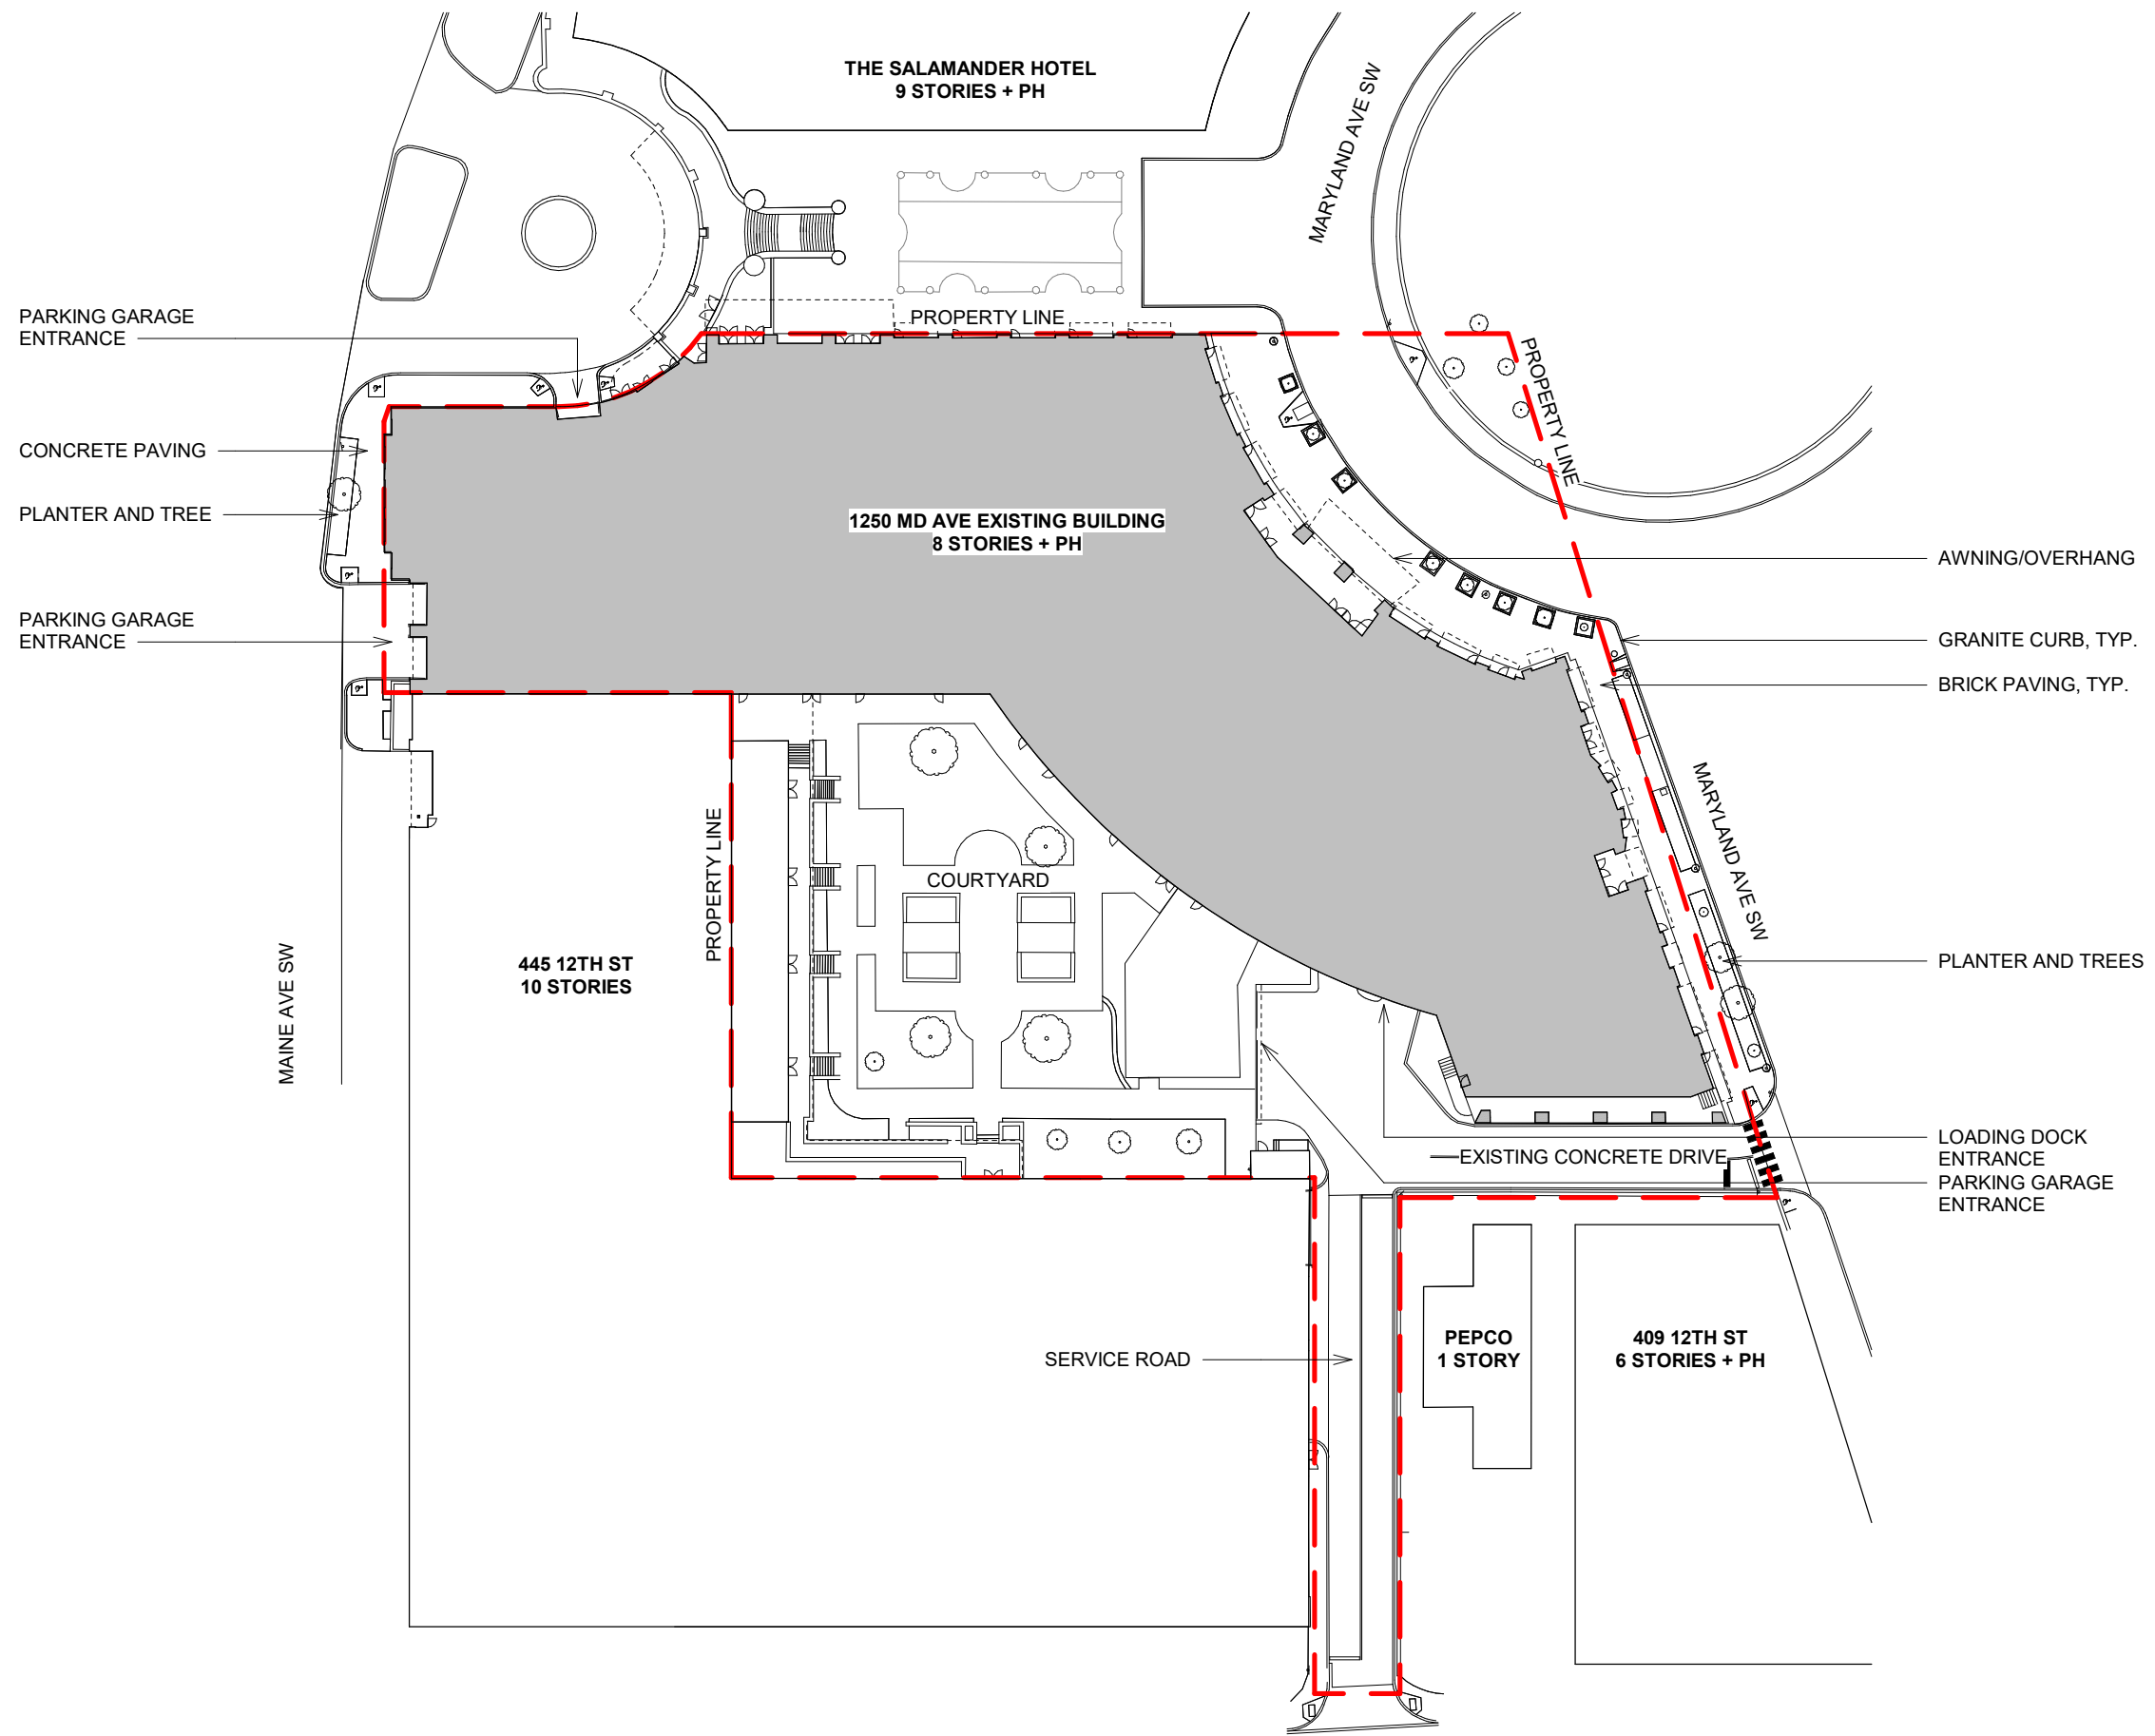 THE SALAMANDER HOTEL
9 STORIES + PH
MARYLAND AVE SW
PARKING GARAGE
ENTRANCE
PROPERTY LINE
PROPERTY LINE
CONCRETE PAVING
PLANTER AND TREE
1250 MD AVE EXISTING BUILDING
8 STORIES + PH
AWNING/OVERHANG
PARKING GARAGE
ENTRANCE
GRANITE CURB, TYP.
BRICK PAVING, TYP.
MARYLAND AVE SW
PROPERTY LINE
COURTYARD
MAINE AVE SW
445 12TH ST
10 STORIES
PLANTER AND TREES
LOADING DOCK
ENTRANCE
EXISTING CONCRETE DRIVE
PARKING GARAGE
ENTRANCE
SERVICE ROAD
PEPCO
1 STORY
409 12TH ST
6 STORIES + PH